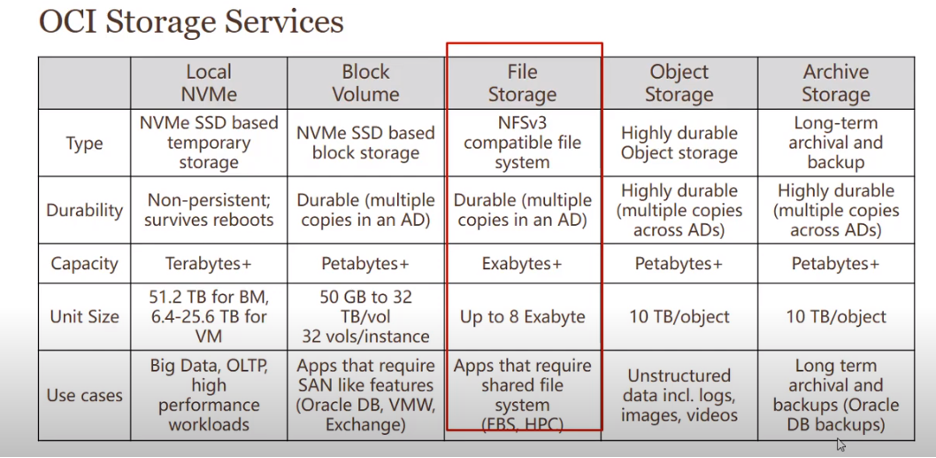 OCI Storage Services
Local
NVMe
Block
Volume
File
Storage
Object
Storage
Archive
Storage
Type
NVMe SSD based
temporary
storage
NVMe SSD based
block storage
NFSv3
compatible file
system
Highly durable
Object storage
Long-term
archival and
backup
Durability
Non-persistent;
survives reboots
Durable (multiple
copies in an AD)
Durable (multiple
copies in an AD)
Highly durable
(multiple copies
across ADs)
Highly durable
(multiple copies
across ADs)
Capacity
Terabytes+
Petabytes+
Exabytes+
Petabytes+
Petabytes+
Unit Size
51.2 TB for BM,
6.4-25.6 TB for
VM
50 GB to 32
TB/vol
32 vols/instance
Up to 8 Exabyte
10 TB/object
10 TB/object
Use cases
Big Data, OLTP,
high
performance
workloads
Apps that require
SAN like features
(Oracle DB, VMW,
Exchange)
Apps that require
shared file
system
(EBS, HPC)
Unstructured
data incl. logs,
images, videos
Long term
archival and
backups (Oracle
DB backups)